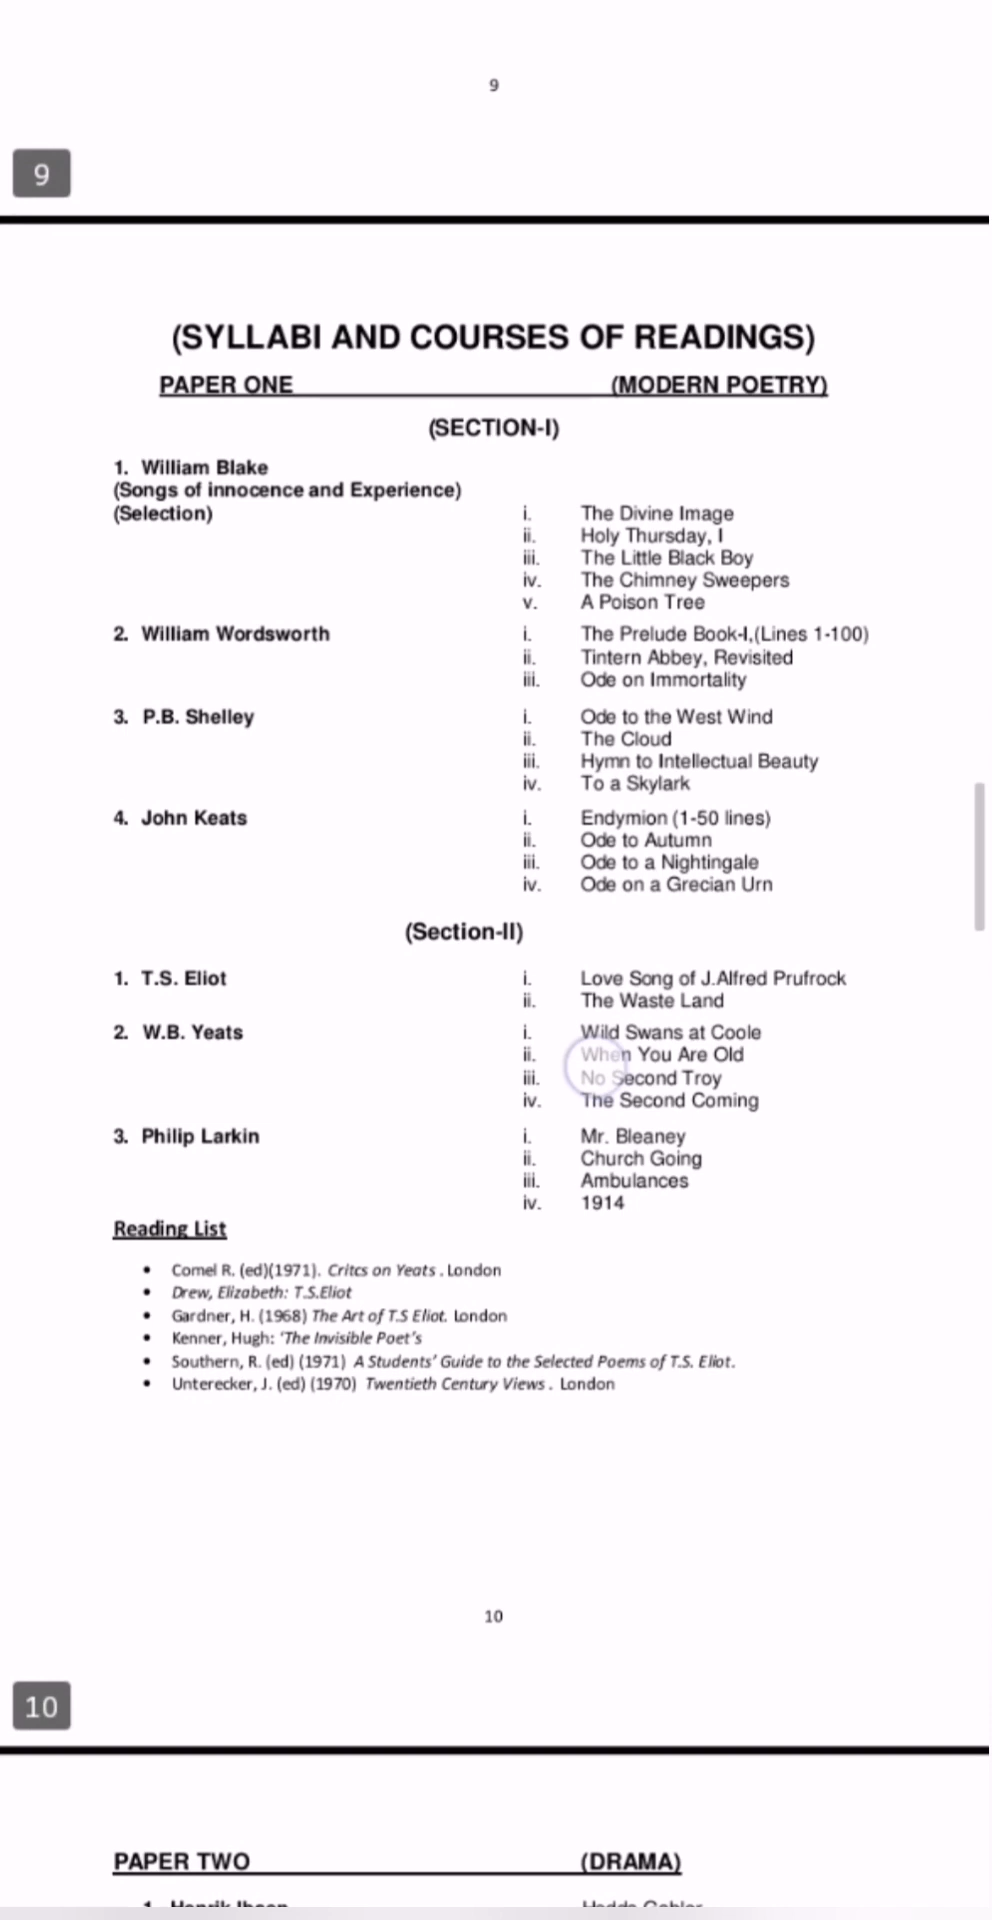 9
9
(SYLLABI AND COURSES OF READINGS)
PAPER ONE (MODERN POETRY)
(SECTION-I)
1. William Blake
(Songs of innocence and Experience)
(Selection) i. The Divine Image
ii. Holy Thursday, I
iii. The Little Black Boy
iv. The Chimney Sweepers
v. A Poison Tree
2. William Wordsworth i. The Prelude Book-I,(Lines 1-100)
ii. Tintern Abbey, Revisited
iii. Ode on Immortality
3. P.B. Shelley i. Ode to the West Wind
ii. The Cloud
iii. Hymn to Intellectual Beauty
iv. To a Skylark
4. John Keats i. Endymion (1-50 lines)
ii. Ode to Autumn
iii. Ode to a Nightingale
iv. Ode on a Grecian Urn
(Section-II)
1. T.S. Eliot i. Love Song of J.Alfred Prufrock
ii. The Waste Land
2. W.B. Yeats i. Wild Swans at Coole
ii. When You Are Old
iii. No Second Troy
iv. The Second Coming
3. Philip Larkin i. Mr. Bleaney
ii. Church Going
iii. Ambulances
iv. 1914
Reading List
• Comel R. (ed)(1971). Critcs on Yeats . London
• Drew, Elizabeth: T.S.Eliot
• Gardner, H. (1968) The Art of T.S Eliot. London
• Kenner, Hugh: 'The Invisible Poet's
• Southern, R. (ed) (1971) A Students' Guide to the Selected Poems of T.S. Eliot.
• Unterecker, J. (ed) (1970) Twentieth Century Views . London
10
10
PAPER TWO (DRAMA)
1. Henrik Ibsen Hedda Gabler